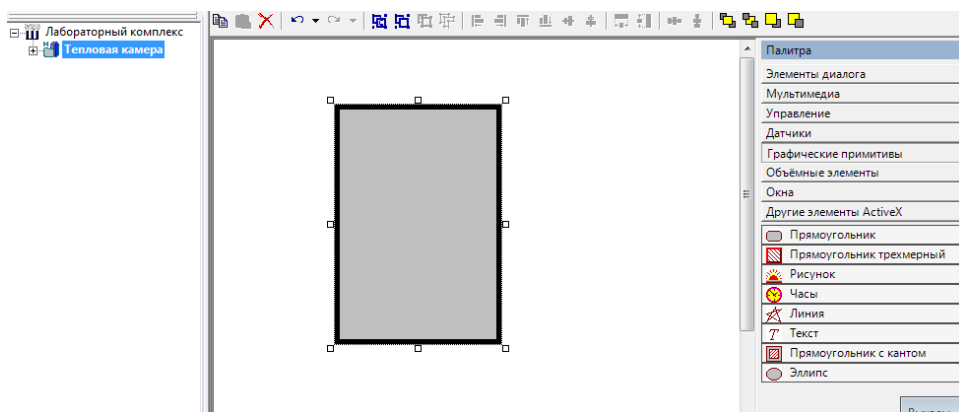 Лабораторный комплекс
Тепловая камера
Палитра
Элементы диалога
Мультимедиа
Управление
Датчики
Графические примитивы
Объёмные элементы
Окна
Другие элементы ActiveX
Прямоугольник
Прямоугольник трехмерный
Рисунок
Часы
Линия
T Текст
Прямоугольник с кантом
Эллипс